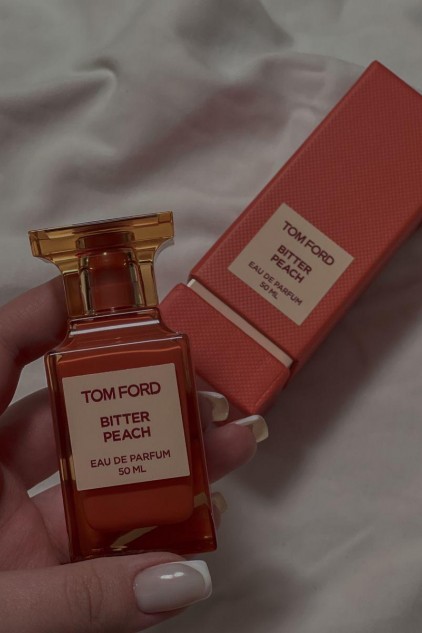 TOM FORD
BITTER
PEACH
EAU DE PARFUM
50 ML
TOM FORD
BITTER
PEACH
EAU DE PARFUM
50 ML